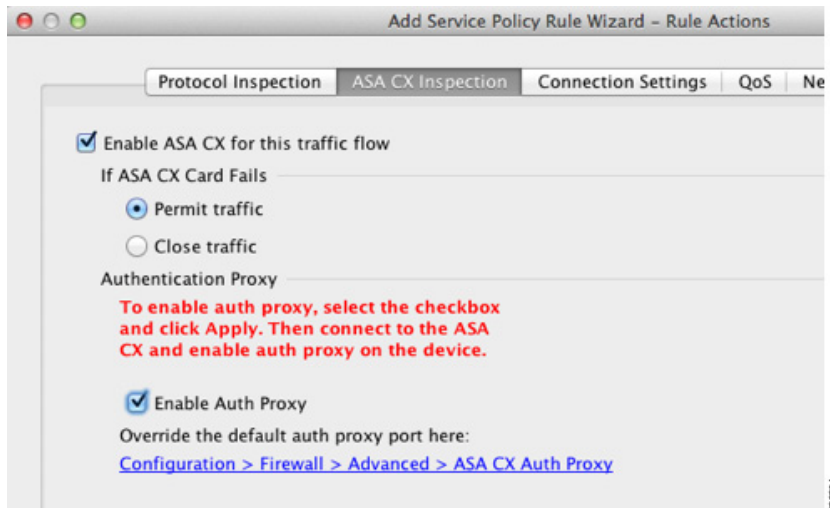 Add Service Policy Rule Wizard – Rule Actions
Protocol Inspection ASA CX Inspection Connection Settings QoS Ne
Enable ASA CX for this traffic flow
If ASA CX Card Fails
Permit traffic
Close traffic
Authentication Proxy
To enable auth proxy, select the checkbox
and click Apply. Then connect to the ASA
CX and enable auth proxy on the device.
Enable Auth Proxy
Override the default auth proxy port here:
Configuration > Firewall > Advanced > ASA CX Auth Proxy